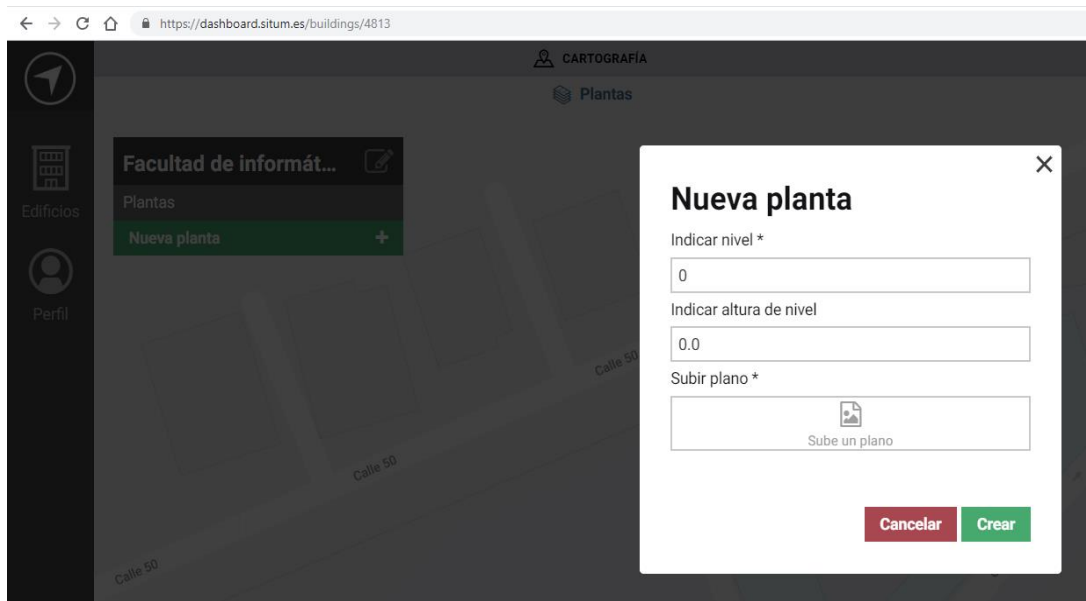 https://dashboard.situm.es/buildings/4813
CARTOGRAFÍA
Plantas
Edificios
Perfil
Facultad de informát...
Plantas
Nueva planta +
Calle 50
Calle 50
Calle 50
Nueva planta
Indicar nivel *
0
Indicar altura de nivel
0.0
Subir plano *
Sube un plano
Cancelar Crear